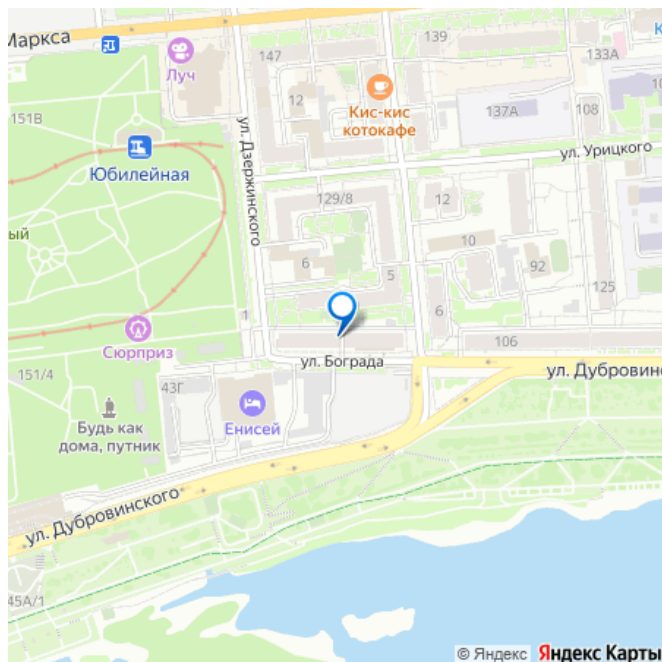 Маркса
139
К
Луч
147
133А
12
Кис-кис
котокафе
137А
108
151В
ул. Дзержинского
ул. Урицкого
Юбилейная
129/8
12
ый
10
6
92
5
125
1
6
Сюрприз
106
ул. Бограда
151/4
43Г
ул. Дубровинс
Енисей
Будь как
дома, путник
ул. Дубровинского
45А/1
© Яндекс Яндекс Карты